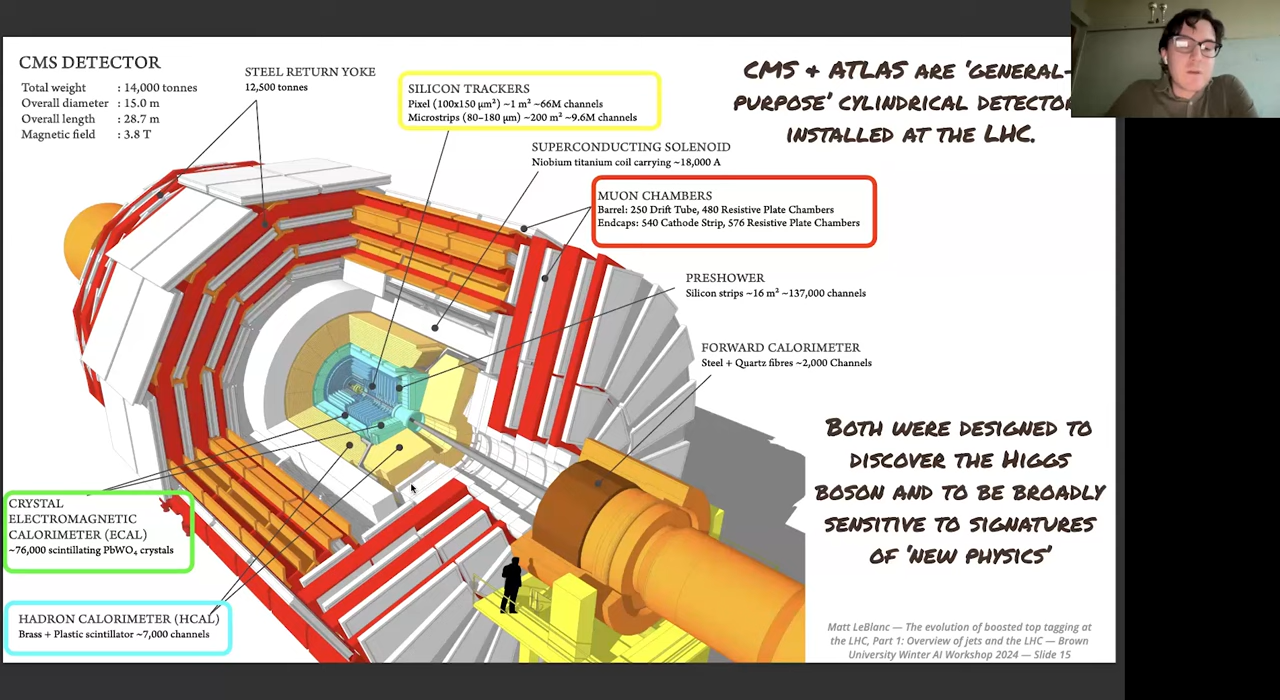 CMS DETECTOR
Total weight : 14,000 tonnes
Overall diameter : 15.0 m
Overall length : 28.7 m
Magnetic field : 3.8 T
STEEL RETURN YOKE
12,500 tonnes
SILICON TRACKERS
Pixel (100x150 μm²) ~1 m² ~66M channels
Microstrips (80–180 μm) ~200 m² ~9.6M channels
SUPERCONDUCTING SOLENOID
Niobium titanium coil carrying ~18,000 A
MUON CHAMBERS
Barrel: 250 Drift Tube, 480 Resistive Plate Chambers
Endcaps: 540 Cathode Strip, 576 Resistive Plate Chambers
PRESHOWER
Silicon strips ~16 m² ~137,000 channels
FORWARD CALORIMETER
Steel + Quartz fibres ~2,000 Channels
CRYSTAL
ELECTROMAGNETIC
CALORIMETER (ECAL)
~76,000 scintillating PbWO₄ crystals
HADRON CALORIMETER (HCAL)
Brass + Plastic scintillator ~7,000 channels
CMS & ATLAS ARE 'GENERAL-
PURPOSE' CYLINDRICAL DETECTOR
INSTALLED AT THE LHC.
BOTH WERE DESIGNED TO
DISCOVER THE HIGGS
BOSON AND TO BE BROADLY
SENSITIVE TO SIGNATURES
OF 'NEW PHYSICS'
Matt LeBlanc — The evolution of boosted top tagging at
the LHC, Part 1: Overview of jets and the LHC — Brown
University Winter AI Workshop 2024 — Slide 15